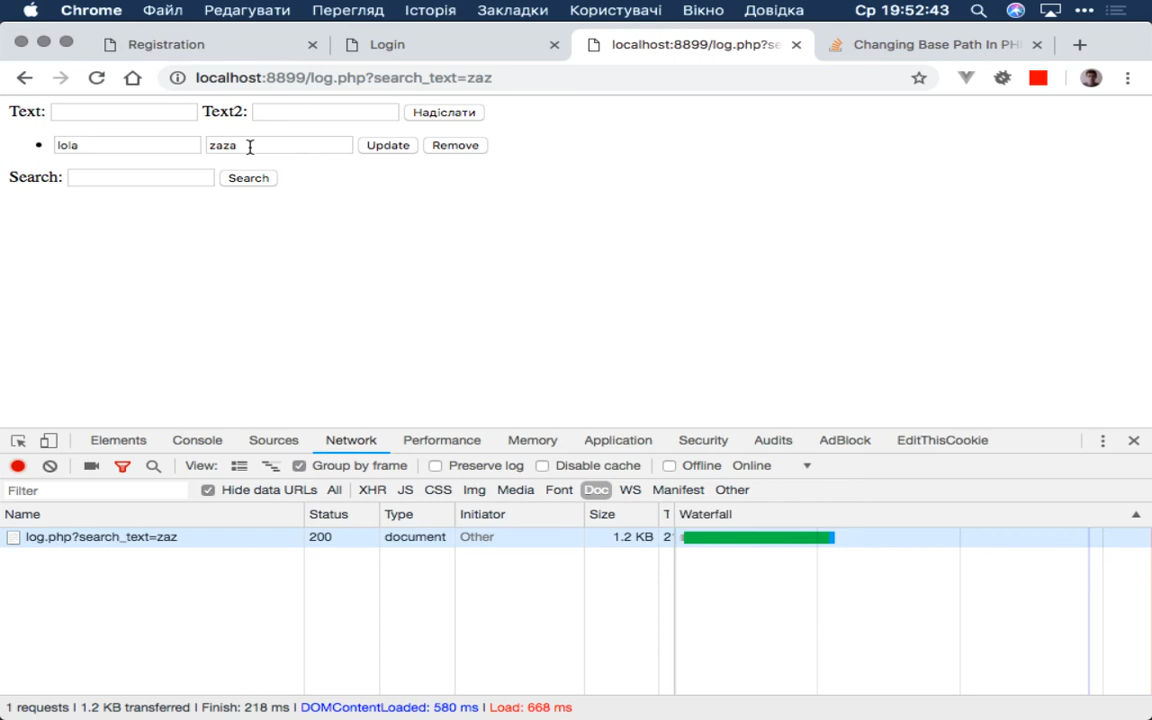 Chrome Файл Редагувати Перегляд Історія Закладки Користувачі Вікно Довідка Ср 19:52:43
Registration Login localhost:8899/log.php?se Changing Base Path In PH
localhost:8899/log.php?search_text=zaz
Text: Text2: Надіслати
lola zaza Update Remove
Search: Search
Elements Console Sources Network Performance Memory Application Security Audits AdBlock EditThisCookie
View: Group by frame Preserve log Disable cache Offline Online
Filter Hide data URLs All XHR JS CSS Img Media Font Doc WS Manifest Other
Name Status Type Initiator Size T Waterfall
log.php?search_text=zaz 200 document Other 1.2 KB 2
1 requests | 1.2 KB transferred | Finish: 218 ms | DOMContentLoaded: 580 ms | Load: 668 ms